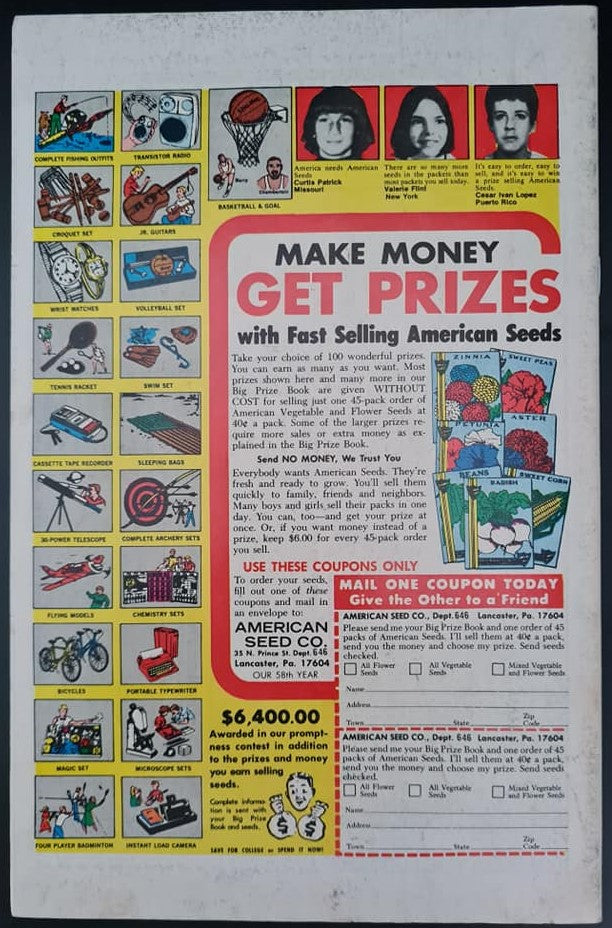 COMPLETE FISHING OUTFITS
TRANSISTOR RADIO
Barry
Chamberlain
BASKETBALL & GOAL
America needs American
Seeds
Curtis Patrick
Missouri
There are so many more
seeds in the packets than
most packets you sell today.
Valerie Flint
New York
It's easy to order, easy to
sell, and it's easy to win
a prize selling American
Seeds.
Cesar Ivan Lopez
Puerto Rico
CROQUET SET
JR. GUITARS
WRIST WATCHES
VOLLEYBALL SET
TENNIS RACKET
SWIM SET
CASSETTE TAPE RECORDER
SLEEPING BAGS
30-POWER TELESCOPE
COMPLETE ARCHERY SETS
FLYING MODELS
CHEMISTRY SETS
BICYCLES
PORTABLE TYPEWRITER
MAGIC SET
MICROSCOPE SETS
FOUR PLAYER BADMINTON
INSTANT LOAD CAMERA
MAKE MONEY
GET PRIZES
with Fast Selling American Seeds
Take your choice of 100 wonderful prizes.
You can earn as many as you want. Most
prizes shown here and many more in our
Big Prize Book are given WITHOUT
COST for selling just one 45-pack order of
American Vegetable and Flower Seeds at
40¢ a pack. Some of the larger prizes re-
quire more sales or extra money as ex-
plained in the Big Prize Book.
Send NO MONEY, We Trust You
Everybody wants American Seeds. They're
fresh and ready to grow. You'll sell them
quickly to family, friends and neighbors.
Many boys and girls sell their packs in one
day. You can, too—and get your prize at
once. Or, if you want money instead of a
prize, keep $6.00 for every 45-pack order
you sell.
ZINNIA
SWEET PEAS
PETUNIA
ASTER
BEANS
RADISH
SWEET CORN
USE THESE COUPONS ONLY
To order your seeds,
fill out one of these
coupons and mail in
an envelope to:
AMERICAN
SEED CO.
35 N. Prince St. Dept. 646
Lancaster, Pa. 17604
OUR 58th YEAR
$6,400.00
Awarded in our prompt-
ness contest in addition
to the prizes and money
you earn selling
seeds.
Complete informa-
tion is sent with
your Big Prize
Book and seeds.
$ $
SAVE FOR COLLEGE or SPEND IT NOW!
MAIL ONE COUPON TODAY
Give the Other to a Friend
AMERICAN SEED CO., Dept. 646 Lancaster, Pa. 17604
Please send me your Big Prize Book and one order of 45
packs of American Seeds. I'll sell them at 40¢ a pack,
send you the money and choose my prize. Send seeds
checked.
All Flower
Seeds
All Vegetable
Seeds
Mixed Vegetable
and Flower Seeds
Name
Address
Town State Zip Code
AMERICAN SEED CO., Dept. 646 Lancaster, Pa. 17604
Please send me your Big Prize Book and one order of 45
packs of American Seeds. I'll sell them at 40¢ a pack,
send you the money and choose my prize. Send seeds
checked.
All Flower
Seeds
All Vegetable
Seeds
Mixed Vegetable
and Flower Seeds
Name
Address
Town State Zip Code